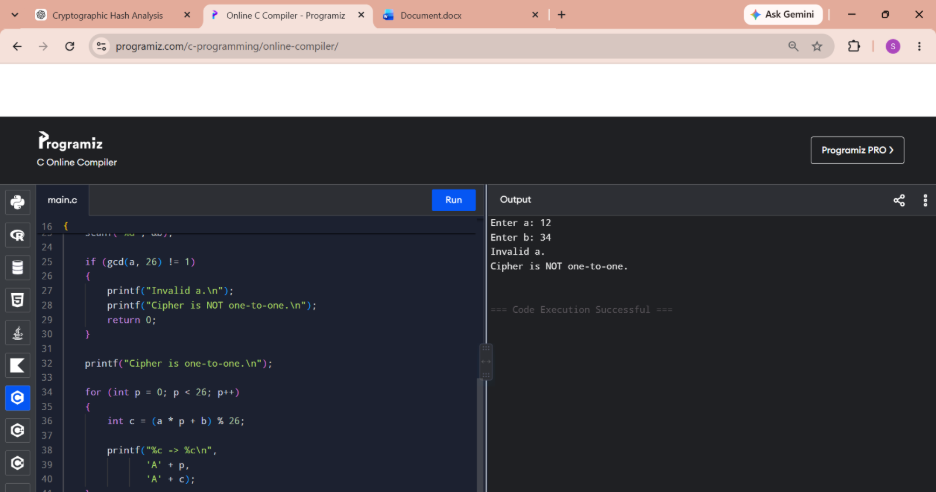 Cryptographic Hash Analysis
Online C Compiler - Programiz
Document.docx
Ask Gemini
programiz.com/c-programming/online-compiler/
S
Programiz
C Online Compiler
Programiz PRO
main.c
Run
Output
16 {
24
25 if (gcd(a, 26) != 1)
26 {
27 printf("Invalid a.\n");
28 printf("Cipher is NOT one-to-one.\n");
29 return 0;
30 }
31
32 printf("Cipher is one-to-one.\n");
33
34 for (int p = 0; p < 26; p++)
35 {
36 int c = (a * p + b) % 26;
37
38 printf("%c -> %c\n",
39 'A' + p,
40 'A' + c);
Enter a: 12
Enter b: 34
Invalid a.
Cipher is NOT one-to-one.
=== Code Execution Successful ===